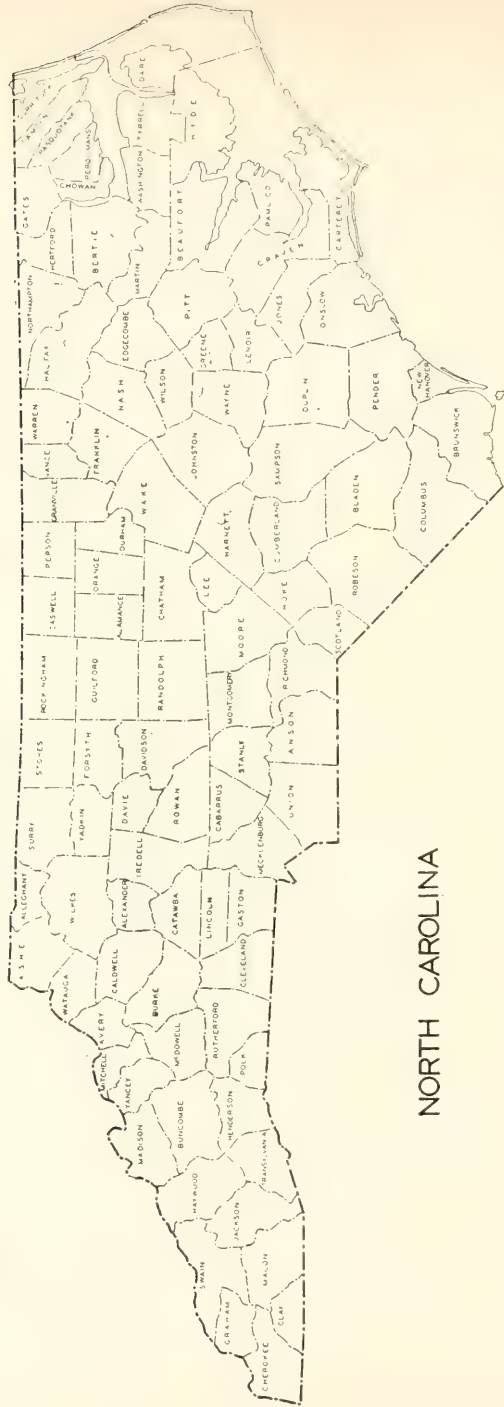 ASHE
ALLEGHANY
SURRY
STOKES
ROCKINGHAM
CASWELL
PERSON
GRANVILLE
VANCE
WARREN
NORTHAMPTON
HERTFORD
GATES
CHOWAN
PERQUIMANS
PASQUOTANK
WATAUGA
WILKES
YADKIN
FORSYTH
GUILFORD
ALAMANCE
ORANGE
DURHAM
FRANKLIN
HALIFAX
BERTIE
MITCHELL
AVERY
CALDWELL
ALEXANDER
IREDELL
DAVIE
DAVIDSON
RANDOLPH
CHATHAM
WAKE
NASH
EDGECOMBE
MARTIN
WASHINGTON
TYRRELL
DARE
MADISON
YANCEY
McDOWELL
BURKE
CATAWBA
ROWAN
JOHNSTON
WILSON
PITT
BEAUFORT
HYDE
SWAIN
HAYWOOD
BUNCOMBE
RUTHERFORD
LINCOLN
CABARRUS
STANLY
MONTGOMERY
MOORE
LEE
HARNETT
WAYNE
GREENE
LENOIR
CRAVEN
PAMLICO
GRAHAM
JACKSON
HENDERSON
POLK
CLEVELAND
GASTON
MECKLENBURG
UNION
ANSON
RICHMOND
HOKE
CUMBERLAND
SAMPSON
DUPLIN
JONES
CARTERET
CHEROKEE
CLAY
MACON
TRANSYLVANIA
SCOTLAND
ROBESON
BLADEN
PENDER
ONSLOW
COLUMBUS
BRUNSWICK
NEW
HANOVER
NORTH CAROLINA